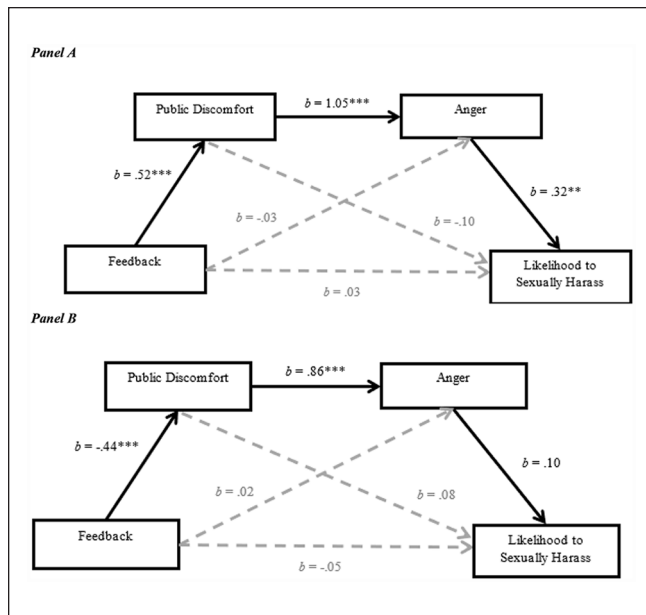 Panel A
Public Discomfort
b = 1.05***
Anger
b = .52***
b = -.03
b = -.10
b = .32**
Feedback
b = .03
Likelihood to
Sexually Harass
Panel B
Public Discomfort
b = .86***
Anger
b = -.44***
b = .02
b = .08
b = .10
Feedback
b = -.05
Likelihood to
Sexually Harass